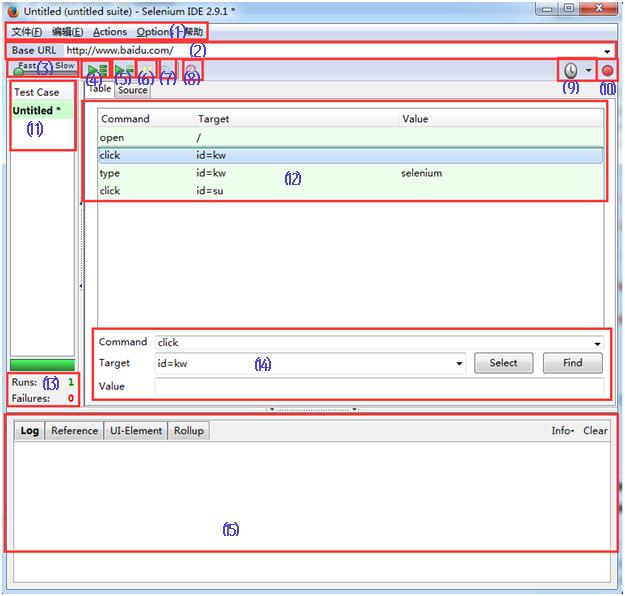 Untitled (untitled suite) - Selenium IDE 2.9.1 *
文件(F) 编辑(E) Actions Options 帮助 (1)
Base URL http://www.baidu.com/ (2)
Fast Slow (3) (4) (5) (6) (7) (8) (9) (10)
Test Case
Untitled *
(11)
Table Source
Command Target Value
open /
click id=kw
type id=kw selenium
(12)
click id=su
Command click
Target id=kw (14) Select Find
Value
Runs: 1 (13)
Failures: 0
Log Reference UI-Element Rollup Info Clear
(15)